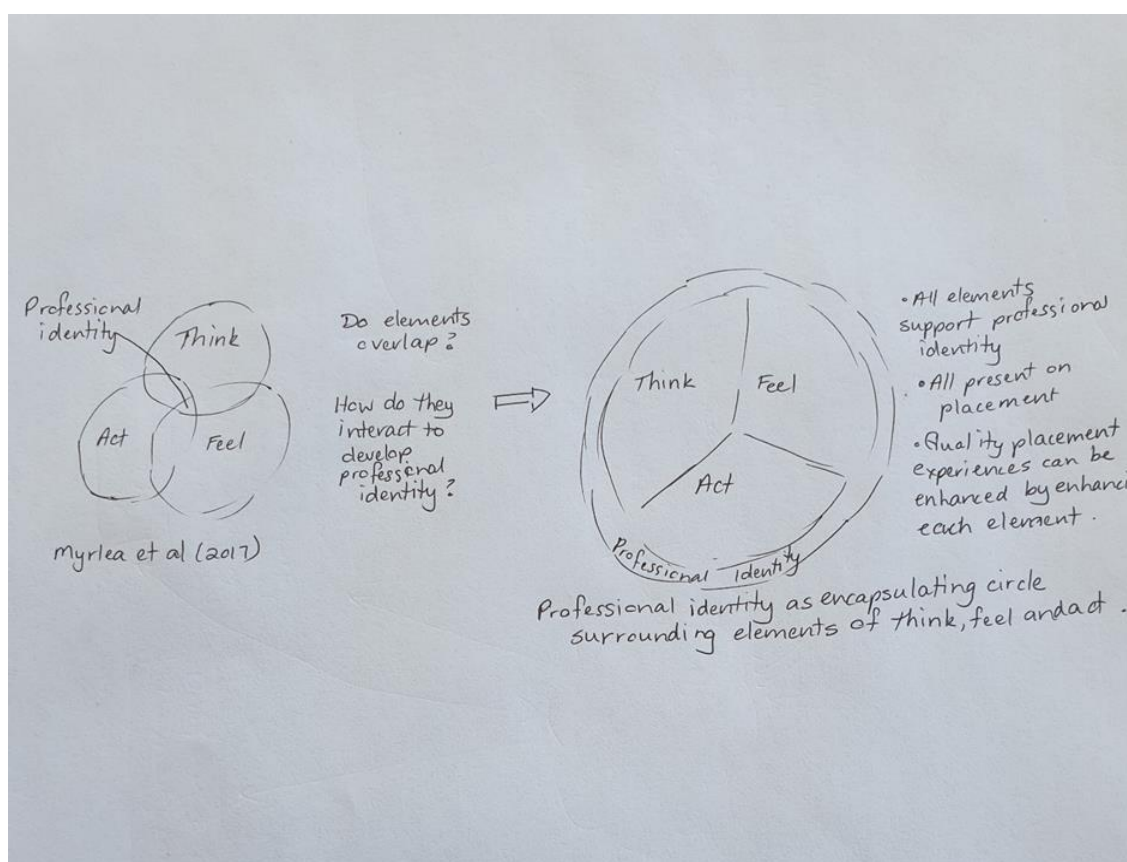 Professional
identity
Think
Act
Feel
Myrlea et al (2017)
Do elements
overlap?
How do they
interact to
develop
professional
identity?
Think
Feel
Act
Professional Identity
• All elements
support professional
identity
• All present on
placement
• Quality placement
experiences can be
enhanced by enhanci
each element.
Professional identity as encapsulating circle
surrounding elements of think, feel and act.